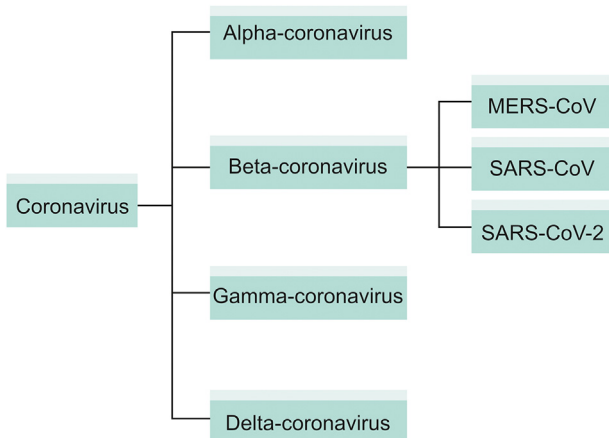 Alpha-coronavirus
MERS-CoV
Beta-coronavirus
SARS-CoV
Coronavirus
SARS-CoV-2
Gamma-coronavirus
Delta-coronavirus